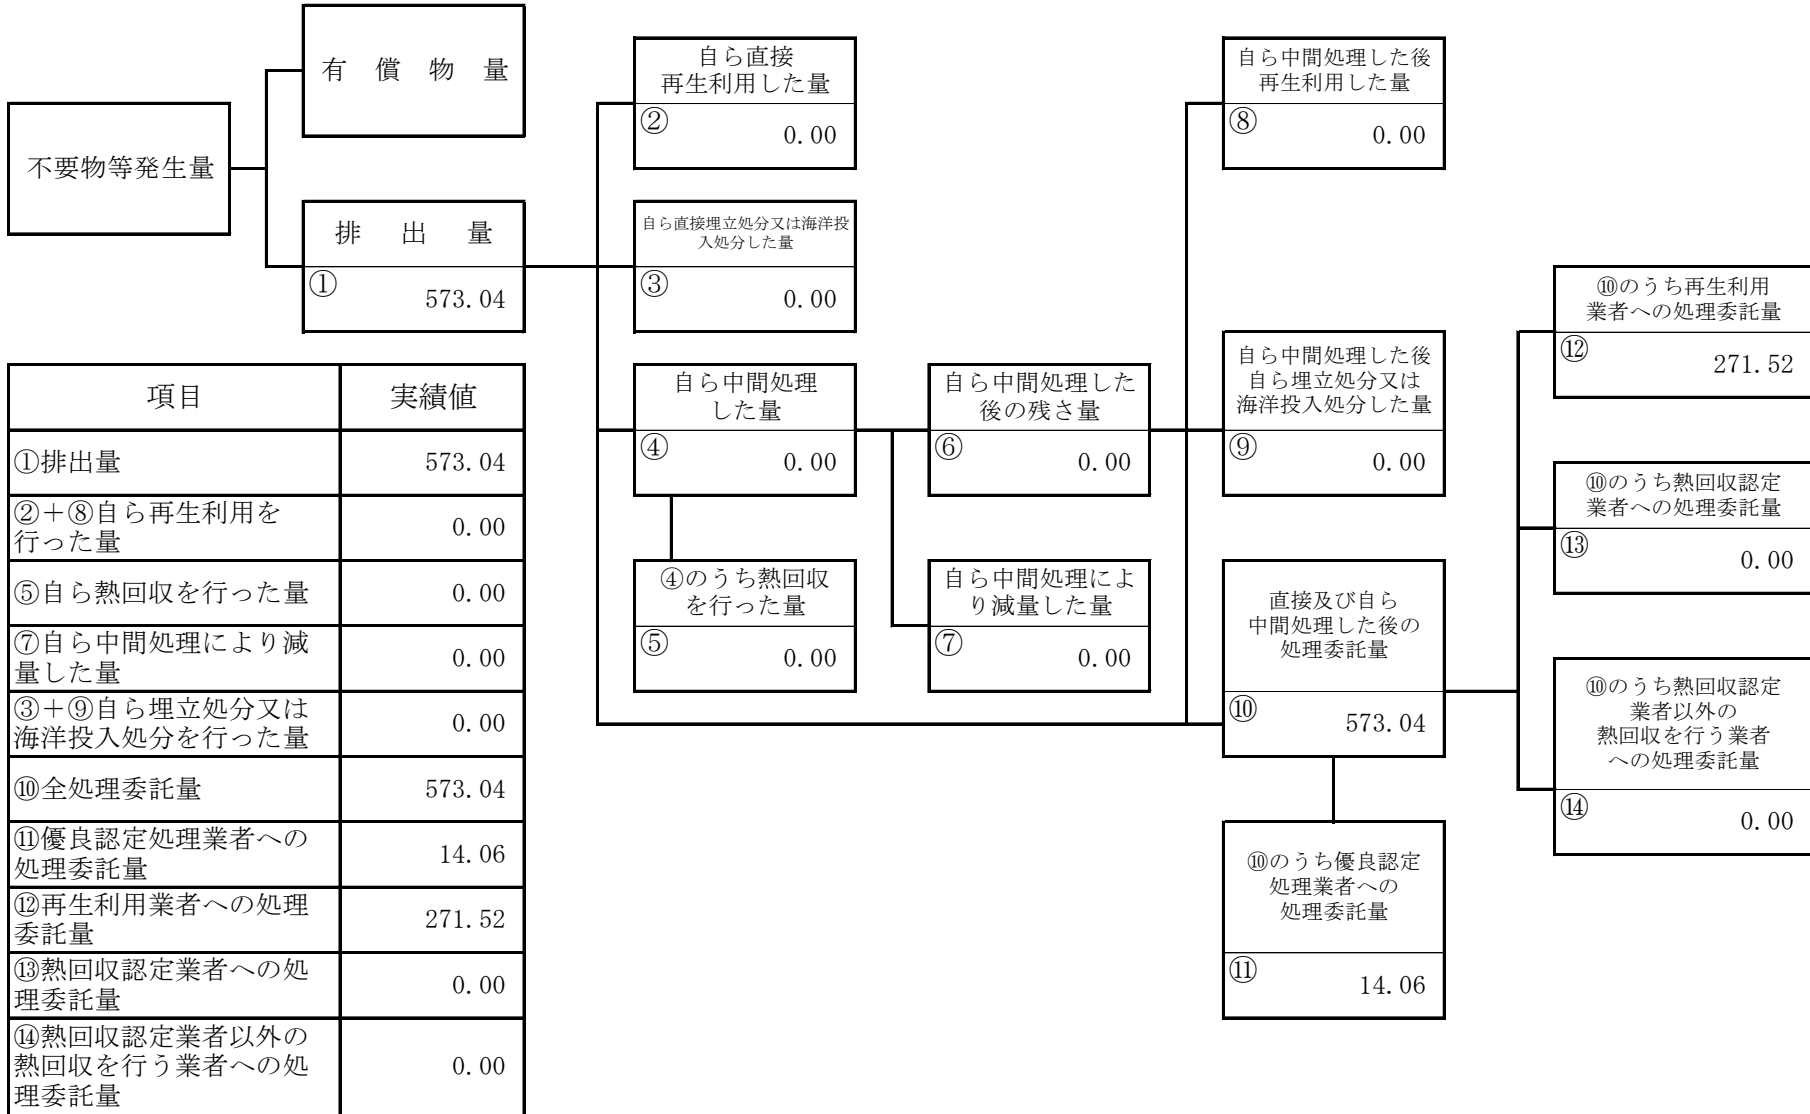 有 償 物 量
不要物等発生量
排 出 量
①
573.04
自ら直接
再生利用した量
②
0.00
自ら直接埋立処分又は海洋投
入処分した量
③
0.00
自ら中間処理
した量
④
0.00
④のうち熱回収
を行った量
⑤
0.00
自ら中間処理した
後の残さ量
⑥
0.00
自ら中間処理によ
り減量した量
⑦
0.00
自ら中間処理した後
再生利用した量
⑧
0.00
自ら中間処理した後
自ら埋立処分又は
海洋投入処分した量
⑨
0.00
直接及び自ら
中間処理した後の
処理委託量
⑩
573.04
⑩のうち優良認定
処理業者への
処理委託量
⑪
14.06
⑩のうち再生利用
業者への処理委託量
⑫
271.52
⑩のうち熱回収認定
業者への処理委託量
⑬
0.00
⑩のうち熱回収認定
業者以外の
熱回収を行う業者
への処理委託量
⑭
0.00
項目 実績値
①排出量 573.04
②＋⑧自ら再生利用を
行った量
0.00
⑤自ら熱回収を行った量 0.00
⑦自ら中間処理により減
量した量
0.00
③＋⑨自ら埋立処分又は
海洋投入処分を行った量
0.00
⑩全処理委託量 573.04
⑪優良認定処理業者への
処理委託量
14.06
⑫再生利用業者への処理
委託量
271.52
⑬熱回収認定業者への処
理委託量
0.00
⑭熱回収認定業者以外の
熱回収を行う業者への処
理委託量
0.00